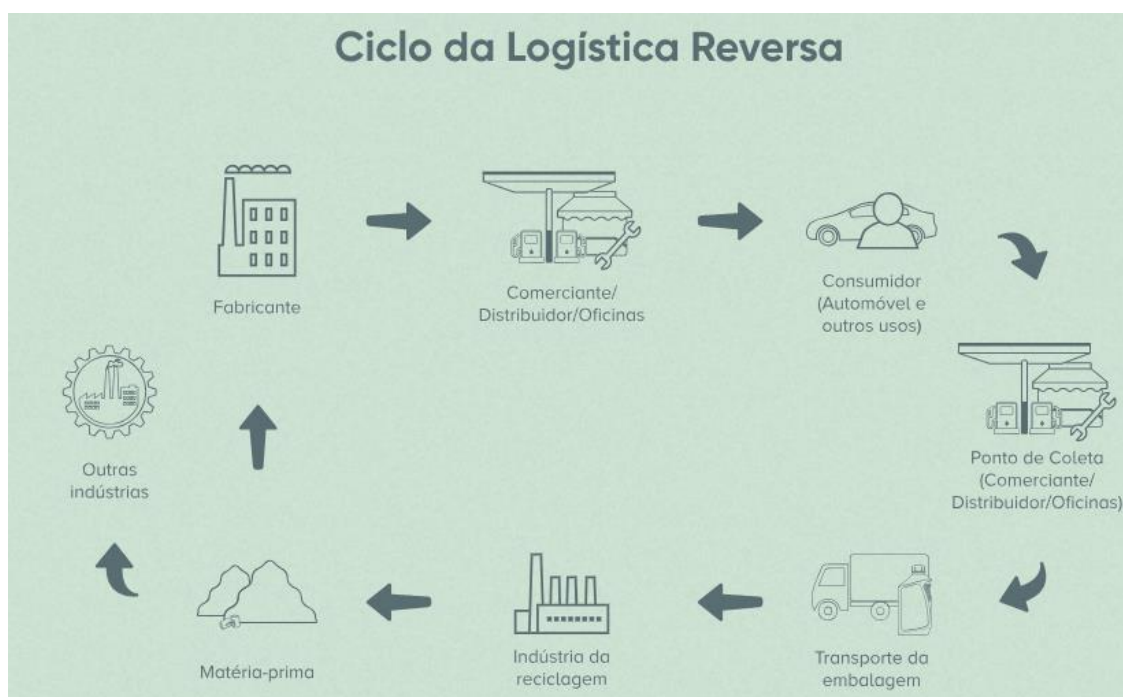 Ciclo da Logística Reversa
Fabricante
Comerciante/
Distribuidor/Oficinas
Consumidor
(Automóvel e
outros usos)
Ponto de Coleta
(Comerciante/
Distribuidor/Oficinas)
Transporte da
embalagem
Indústria da
reciclagem
Matéria-prima
Outras
indústrias